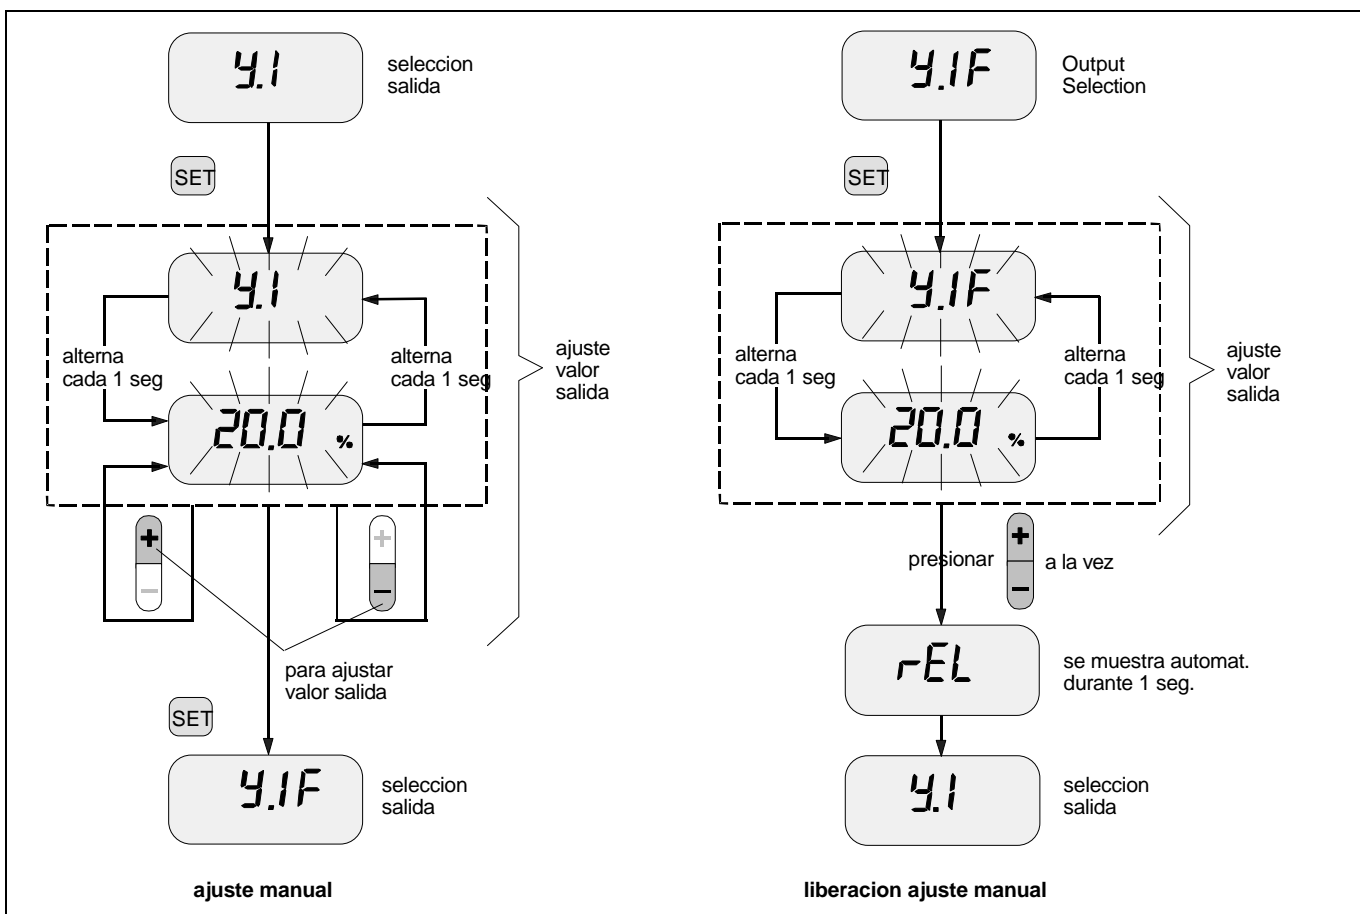 y.1
seleccion
salida
SET
y.1
alterna
cada 1 seg
alterna
cada 1 seg
ajuste
valor
salida
20.0 %
+
−
+
−
para ajustar
valor salida
SET
y.1F
seleccion
salida
ajuste manual
y.1F
Output
Selection
SET
y.1F
alterna
cada 1 seg
alterna
cada 1 seg
ajuste
valor
salida
20.0 %
presionar
+
−
a la vez
rEL
se muestra automat.
durante 1 seg.
y.1
seleccion
salida
liberacion ajuste manual